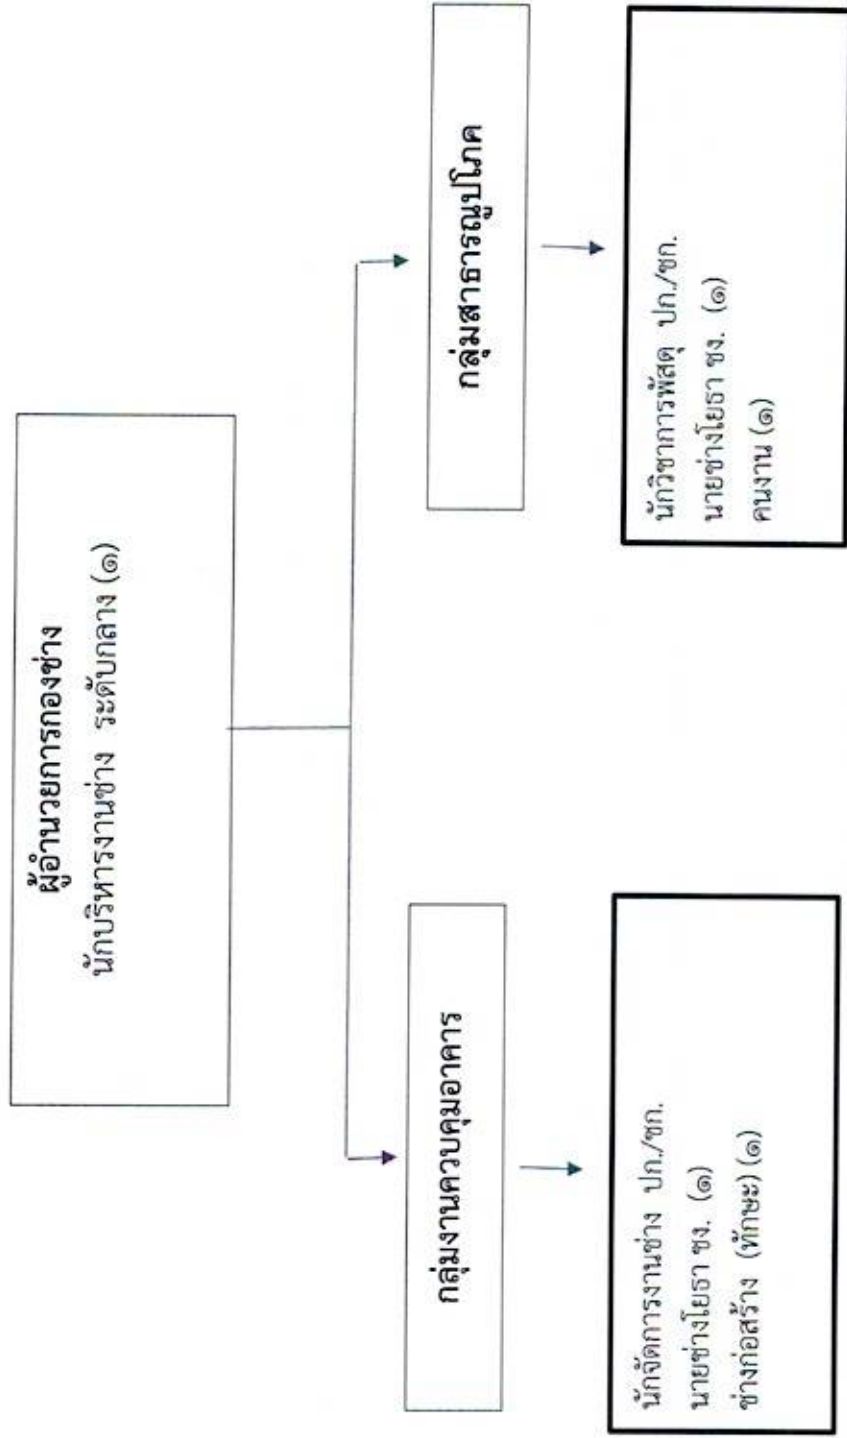 ผู้อำนวยการกองช่าง
นักบริหารงานช่าง ระดับกลาง (๑)
กลุ่มงานควบคุมอาคาร
นักจัดการงานช่าง ปก./ชก.
นายช่างโยธา ชง. (๑)
ช่างก่อสร้าง (ทักษะ) (๑)
กลุ่มสาธารณูปโภค
นักวิชาการพัสดุ ปก./ชก.
นายช่างโยธา ชง. (๑)
คนงาน (๑)